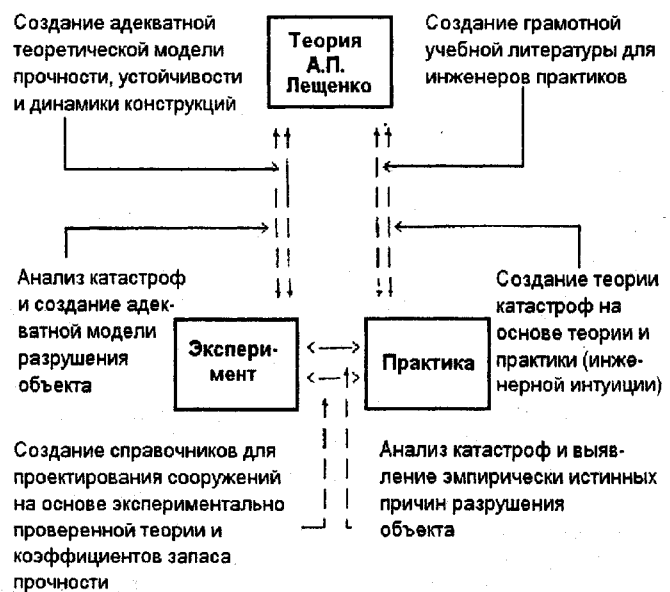 Создание адекватной
теоретической модели
прочности, устойчивости
и динамики конструкций
Теория
А.П.
Лещенко
Создание грамотной
учебной литературы для
инженеров практиков
Анализ катастроф
и создание адек-
ватной модели
разрушения
объекта
Экспери-
мент
Практика
Создание теории
катастроф на
основе теории и
практики (инже-
нерной интуиции)
Создание справочников для
проектирования сооружений
на основе экспериментально
проверенной теории и
коэффициентов запаса
прочности
Анализ катастроф и выяв-
ление эмпирически истинных
причин разрушения
объекта